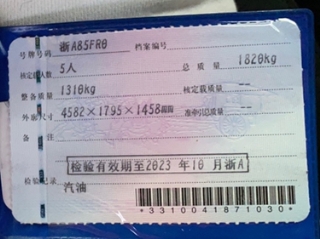 号牌号码 浙A85FR0 档案编号
核定载人数 5人 总质量 1820kg
整备质量 1310kg 核定载质量 --
外廓尺寸 4582×1795×1458mm 准牵引总质量 --
备注
检验有效期至2023年10月浙A
检验记录 汽油
*3310041871030*